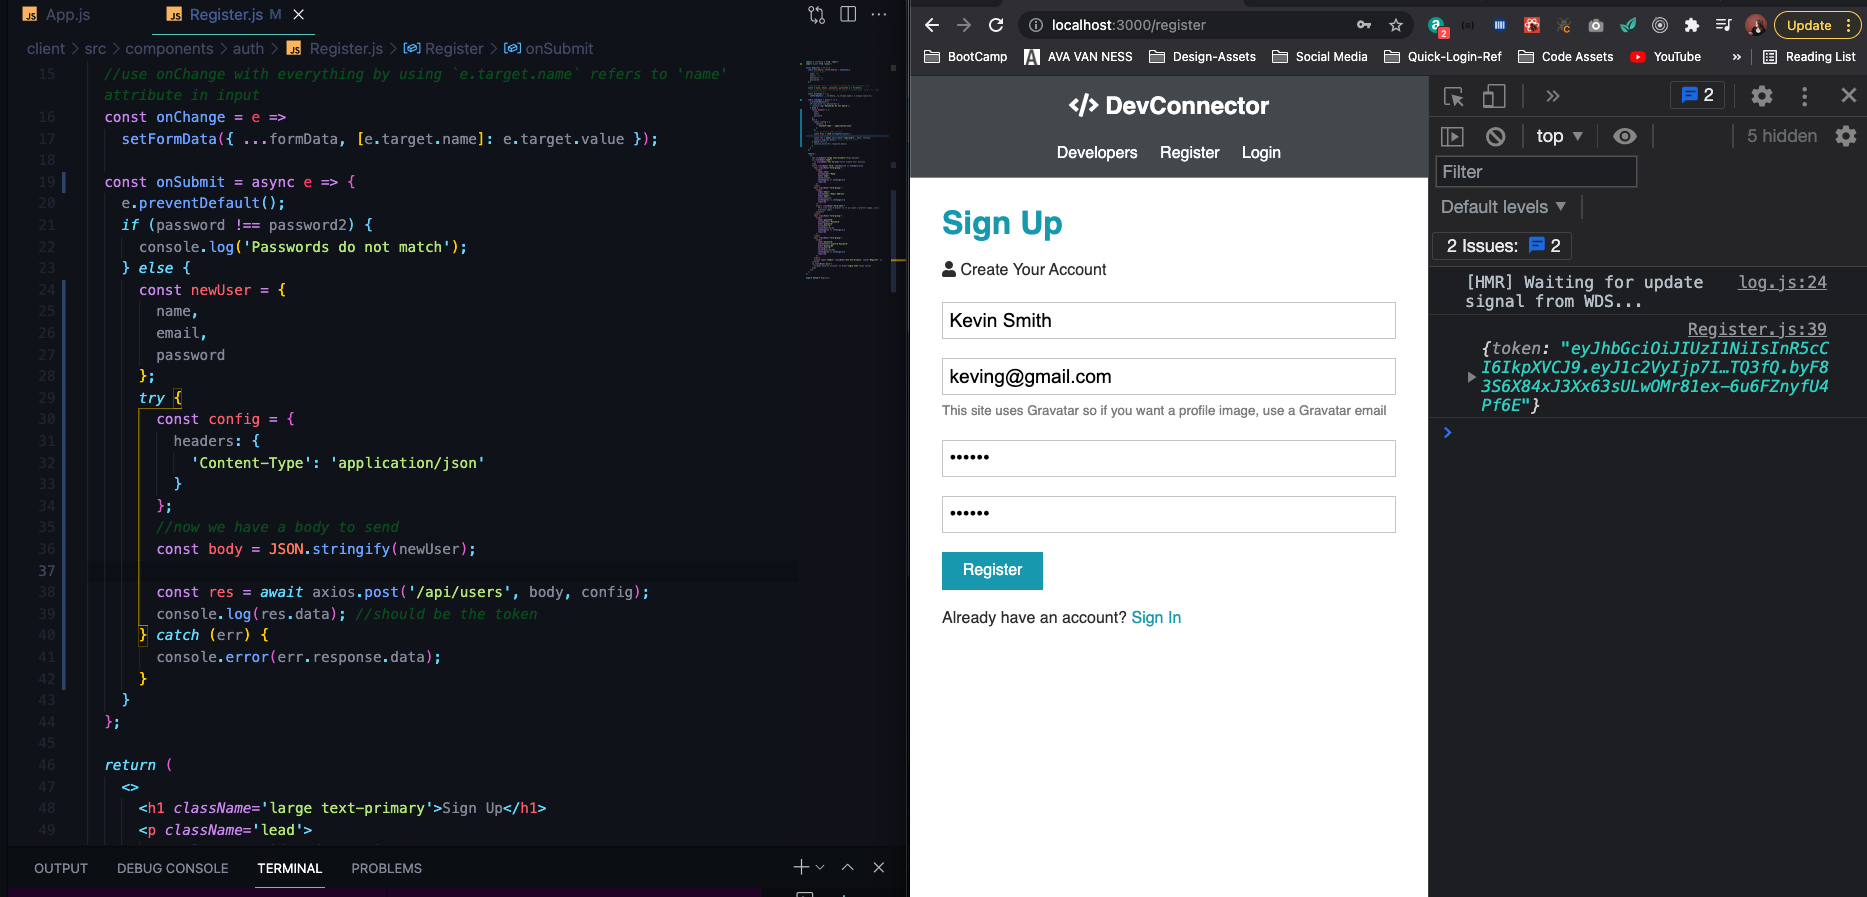 App.js
Register.js M
client > src > components > auth > Register.js > Register > onSubmit
15 //use onChange with everything by using `e.target.name` refers to 'name'
attribute in input
16 const onChange = e =>
17 setFormData({ ...formData, [e.target.name]: e.target.value });
18
19 const onSubmit = async e => {
20 e.preventDefault();
21 if (password !== password2) {
22 console.log('Passwords do not match');
23 } else {
24 const newUser = {
25 name,
26 email,
27 password
28 };
29 try {
30 const config = {
31 headers: {
32 'Content-Type': 'application/json'
33 }
34 };
35 //now we have a body to send
36 const body = JSON.stringify(newUser);
37
38 const res = await axios.post('/api/users', body, config);
39 console.log(res.data); //should be the token
40 } catch (err) {
41 console.error(err.response.data);
42 }
43 }
44 };
45
46 return (
47 <>
48 <h1 className='large text-primary'>Sign Up</h1>
49 <p className='lead'>
OUTPUT
DEBUG CONSOLE
TERMINAL
PROBLEMS
localhost:3000/register
2
Update
BootCamp
AVA VAN NESS
Design-Assets
Social Media
Quick-Login-Ref
Code Assets
YouTube
»
Reading List
</> DevConnector
Developers
Register
Login
Sign Up
Create Your Account
Kevin Smith
keving@gmail.com
This site uses Gravatar so if you want a profile image, use a Gravatar email
••••••
••••••
Register
Already have an account? Sign In
» 2
top
5 hidden
Filter
Default levels
2 Issues: 2
[HMR] Waiting for update log.js:24
signal from WDS...
Register.js:39
{token: "eyJhbGciOiJIUzI1NiIsInR5cC
I6IkpXVCJ9.eyJ1c2VyIjp7I…TQ3fQ.byF8
3S6X84xJ3Xx63sULwOMr81ex-6u6FZnyfU4
Pf6E"}